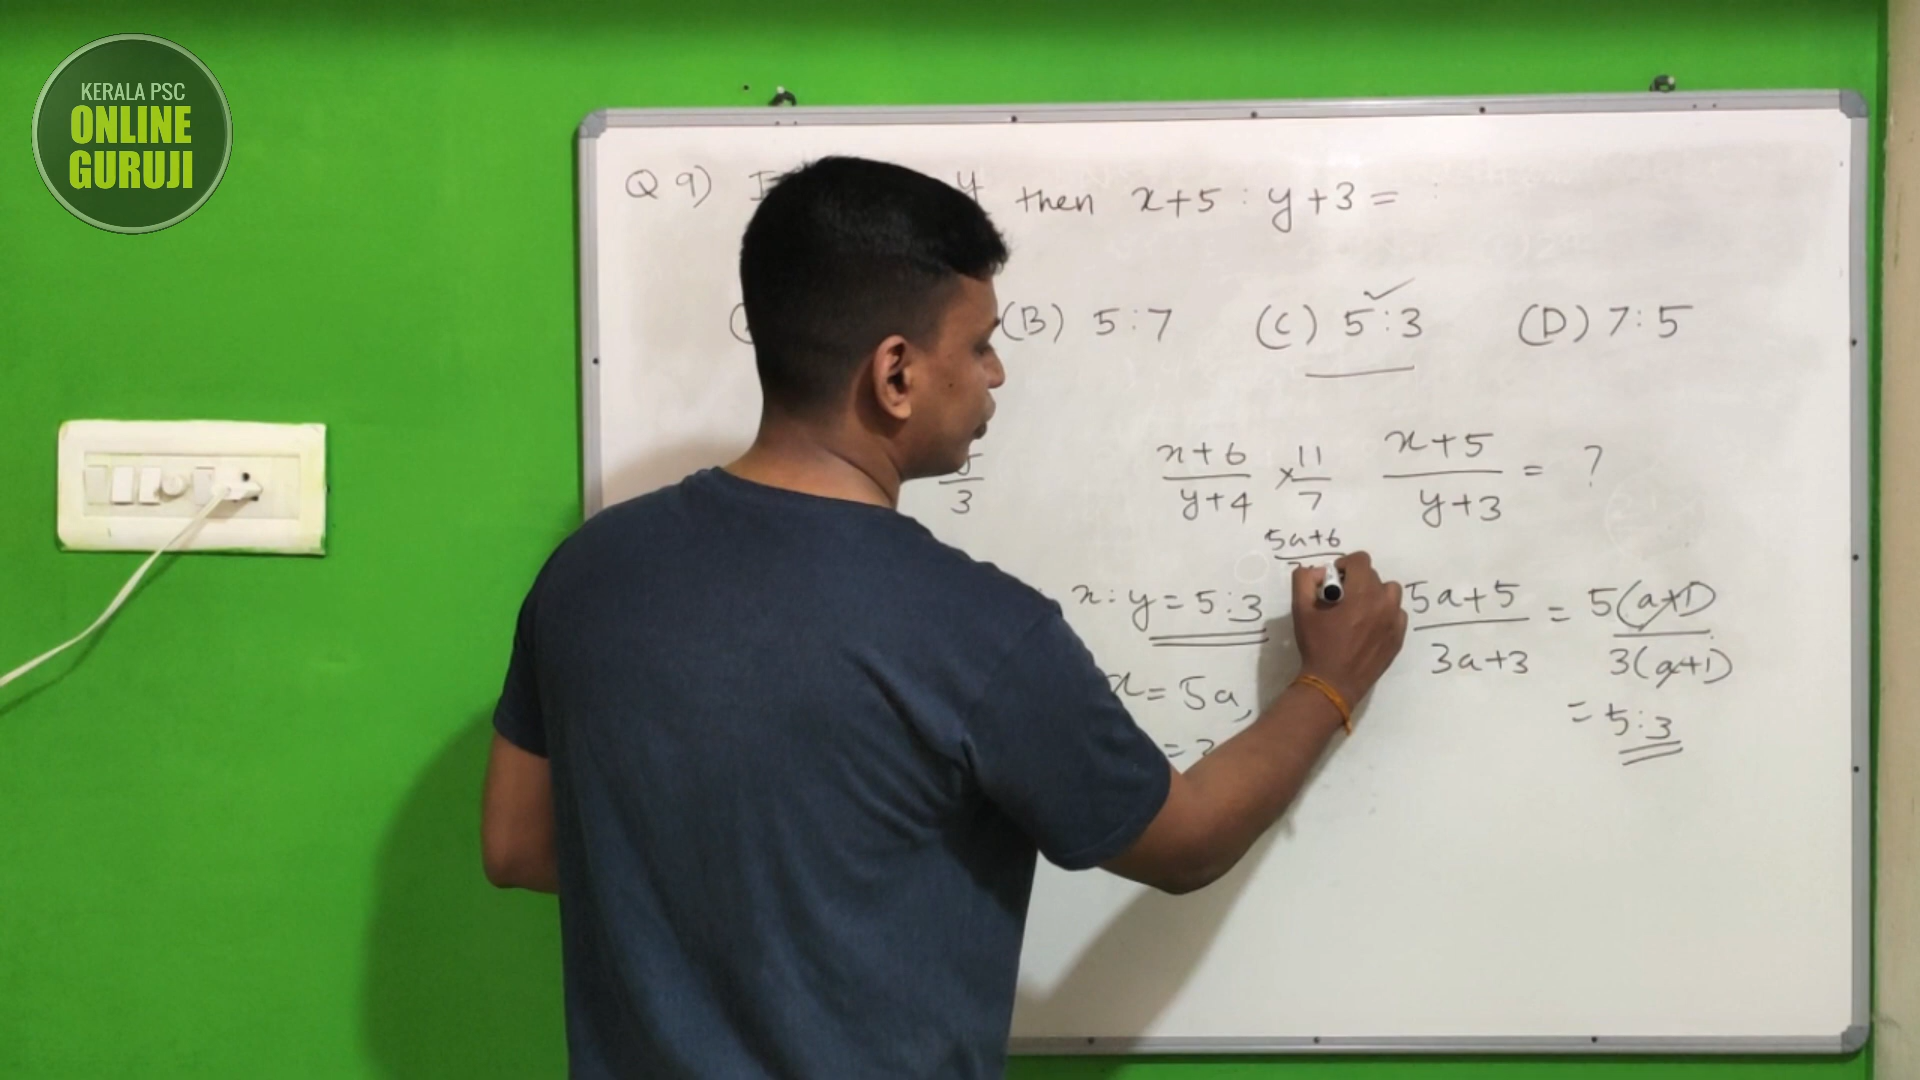 KERALA PSC
ONLINE
GURUJI
Q 9) y then x+5 : y+3 = :
(B) 5:7 (C) 5:3 (D) 7:5
x+6/y+4 × 11/7 x+5/y+3 = ?
3
5a+6
x:y = 5:3
5a+5/3a+3 = 5(a+1)/3(a+1)
x = 5a,
= 5:3